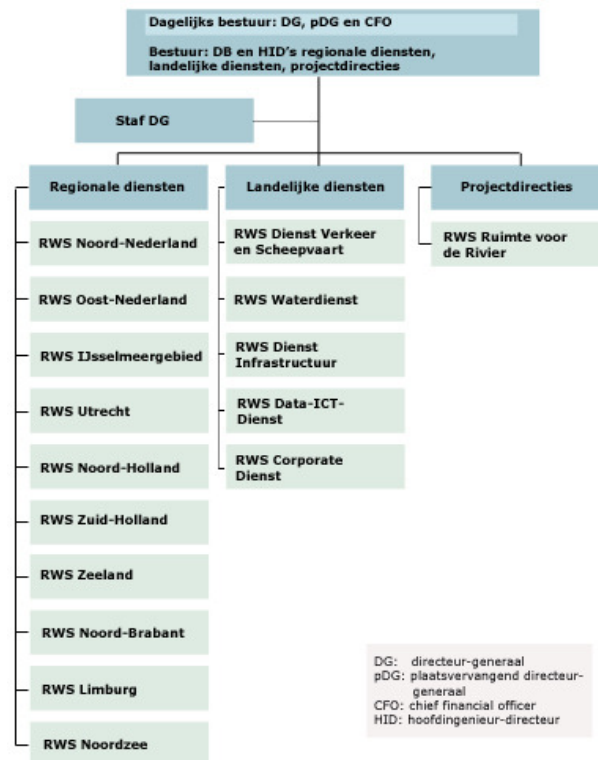 Dagelijks bestuur: DG, pDG en CFO
Bestuur: DB en HID's regionale diensten,
landelijke diensten, projectdirecties
Staf DG
Regionale diensten
RWS Noord-Nederland
RWS Oost-Nederland
RWS IJsselmeergebied
RWS Utrecht
RWS Noord-Holland
RWS Zuid-Holland
RWS Zeeland
RWS Noord-Brabant
RWS Limburg
RWS Noordzee
Landelijke diensten
RWS Dienst Verkeer
en Scheepvaart
RWS Waterdienst
RWS Dienst
Infrastructuur
RWS Data-ICT-
Dienst
RWS Corporate
Dienst
Projectdirecties
RWS Ruimte voor
de Rivier
DG: directeur-generaal
pDG: plaatsvervangend directeur-
generaal
CFO: chief financial officer
HID: hoofdingenieur-directeur